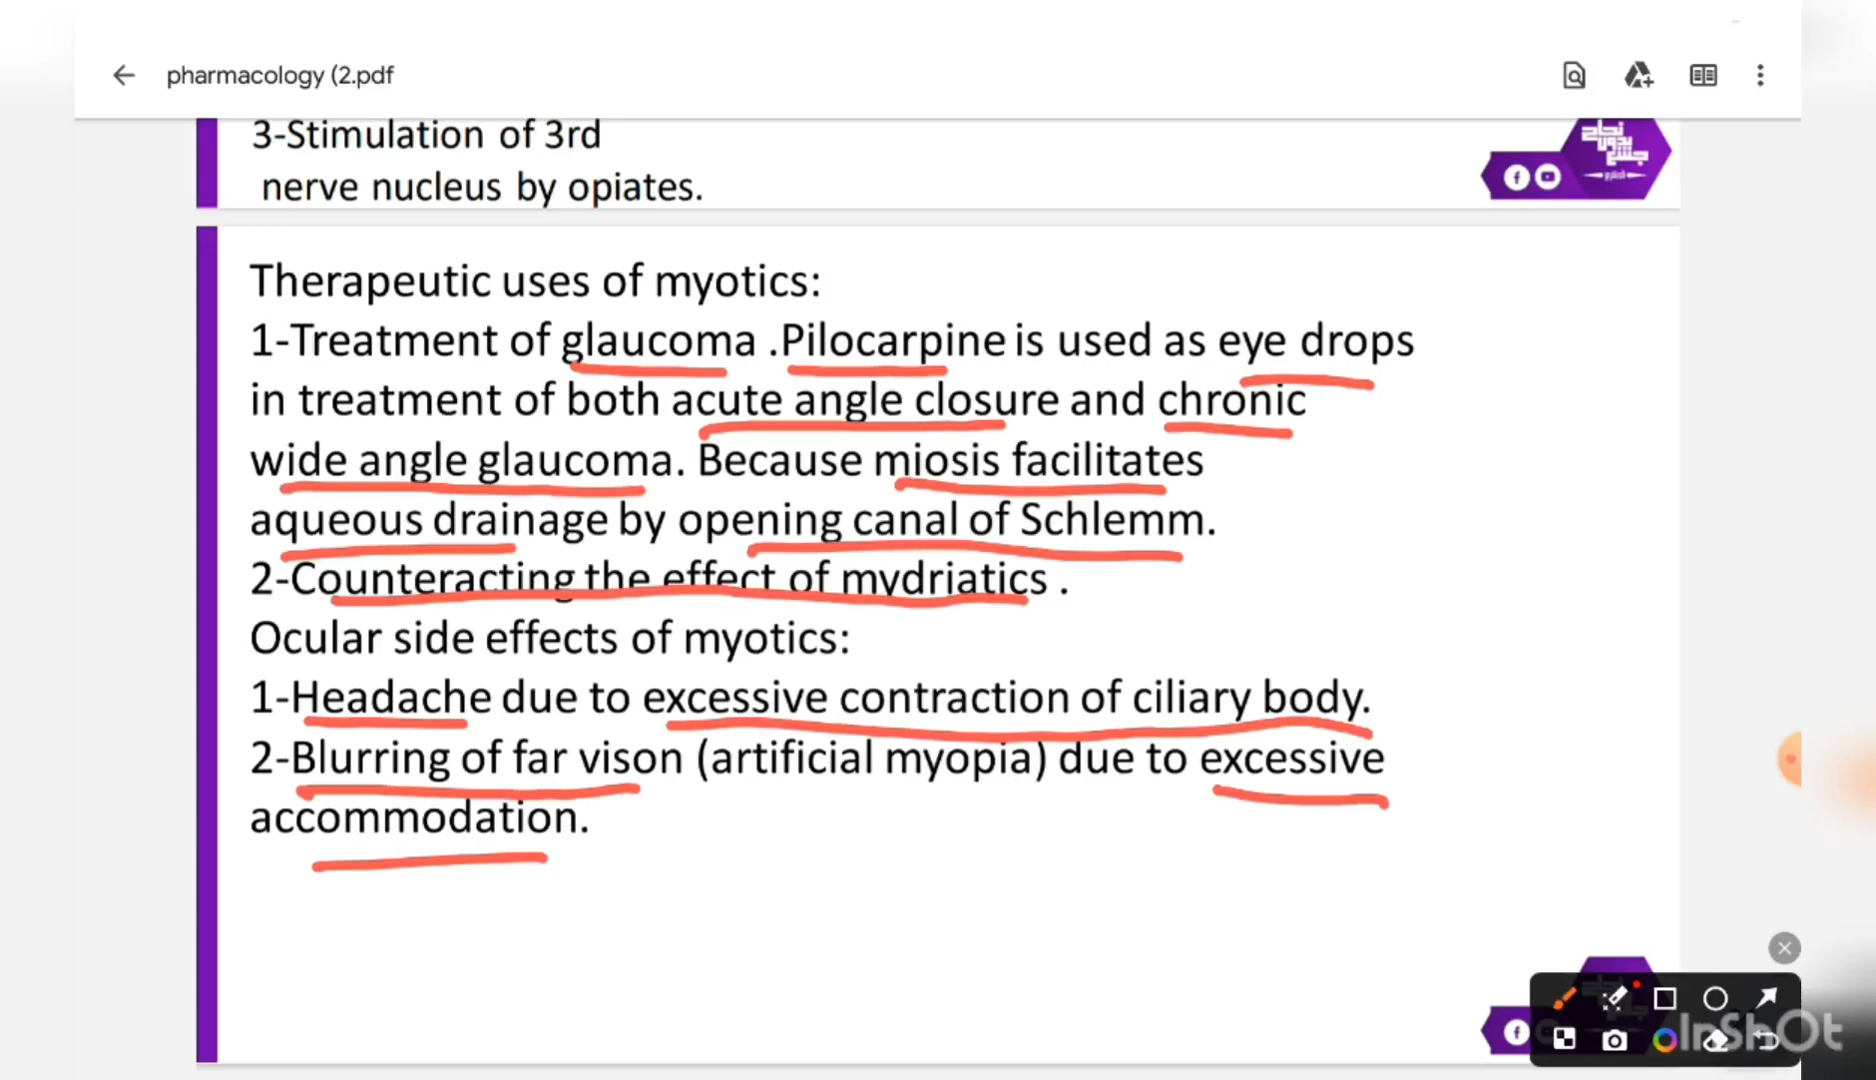 pharmacology (2.pdf
3-Stimulation of 3rd
nerve nucleus by opiates.
نجاح
بدون
جشع
Therapeutic uses of myotics:
1-Treatment of glaucoma .Pilocarpine is used as eye drops
in treatment of both acute angle closure and chronic
wide angle glaucoma. Because miosis facilitates
aqueous drainage by opening canal of Schlemm.
2-Counteracting the effect of mydriatics .
Ocular side effects of myotics:
1-Headache due to excessive contraction of ciliary body.
2-Blurring of far vison (artificial myopia) due to excessive
accommodation.
InShOt